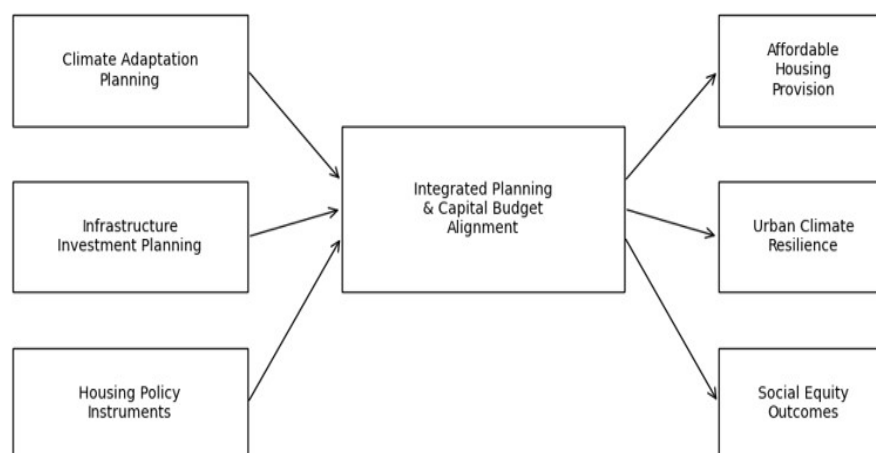 Climate Adaptation
Planning
Infrastructure
Investment Planning
Housing Policy
Instruments
Integrated Planning
& Capital Budget
Alignment
Affordable
Housing
Provision
Urban Climate
Resilience
Social Equity
Outcomes